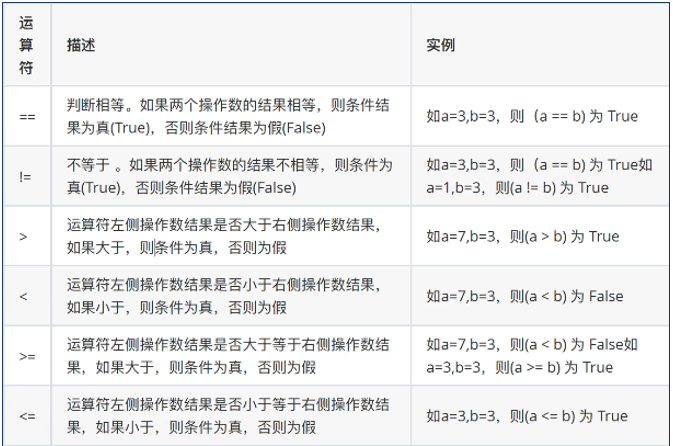 运算符 描述 实例
== 判断相等。如果两个操作数的结果相等，则条件结 如a=3,b=3，则（a == b) 为 True
果为真(True)，否则条件结果为假(False)
!= 不等于 。如果两个操作数的结果不相等，则条件为 如a=3,b=3，则（a == b) 为 True如
真(True)，否则条件结果为假(False) a=1,b=3，则(a != b) 为 True
> 运算符左侧操作数结果是否大于右侧操作数结果， 如a=7,b=3，则(a > b) 为 True
如果大于，则条件为真，否则为假
< 运算符左侧操作数结果是否小于右侧操作数结果， 如a=7,b=3，则(a < b) 为 False
如果小于，则条件为真，否则为假
>= 运算符左侧操作数结果是否大于等于右侧操作数结 如a=7,b=3，则(a < b) 为 False如
果，如果大于，则条件为真，否则为假 a=3,b=3，则(a >= b) 为 True
<= 运算符左侧操作数结果是否小于等于右侧操作数结 如a=3,b=3，则(a <= b) 为 True
果，如果小于，则条件为真，否则为假